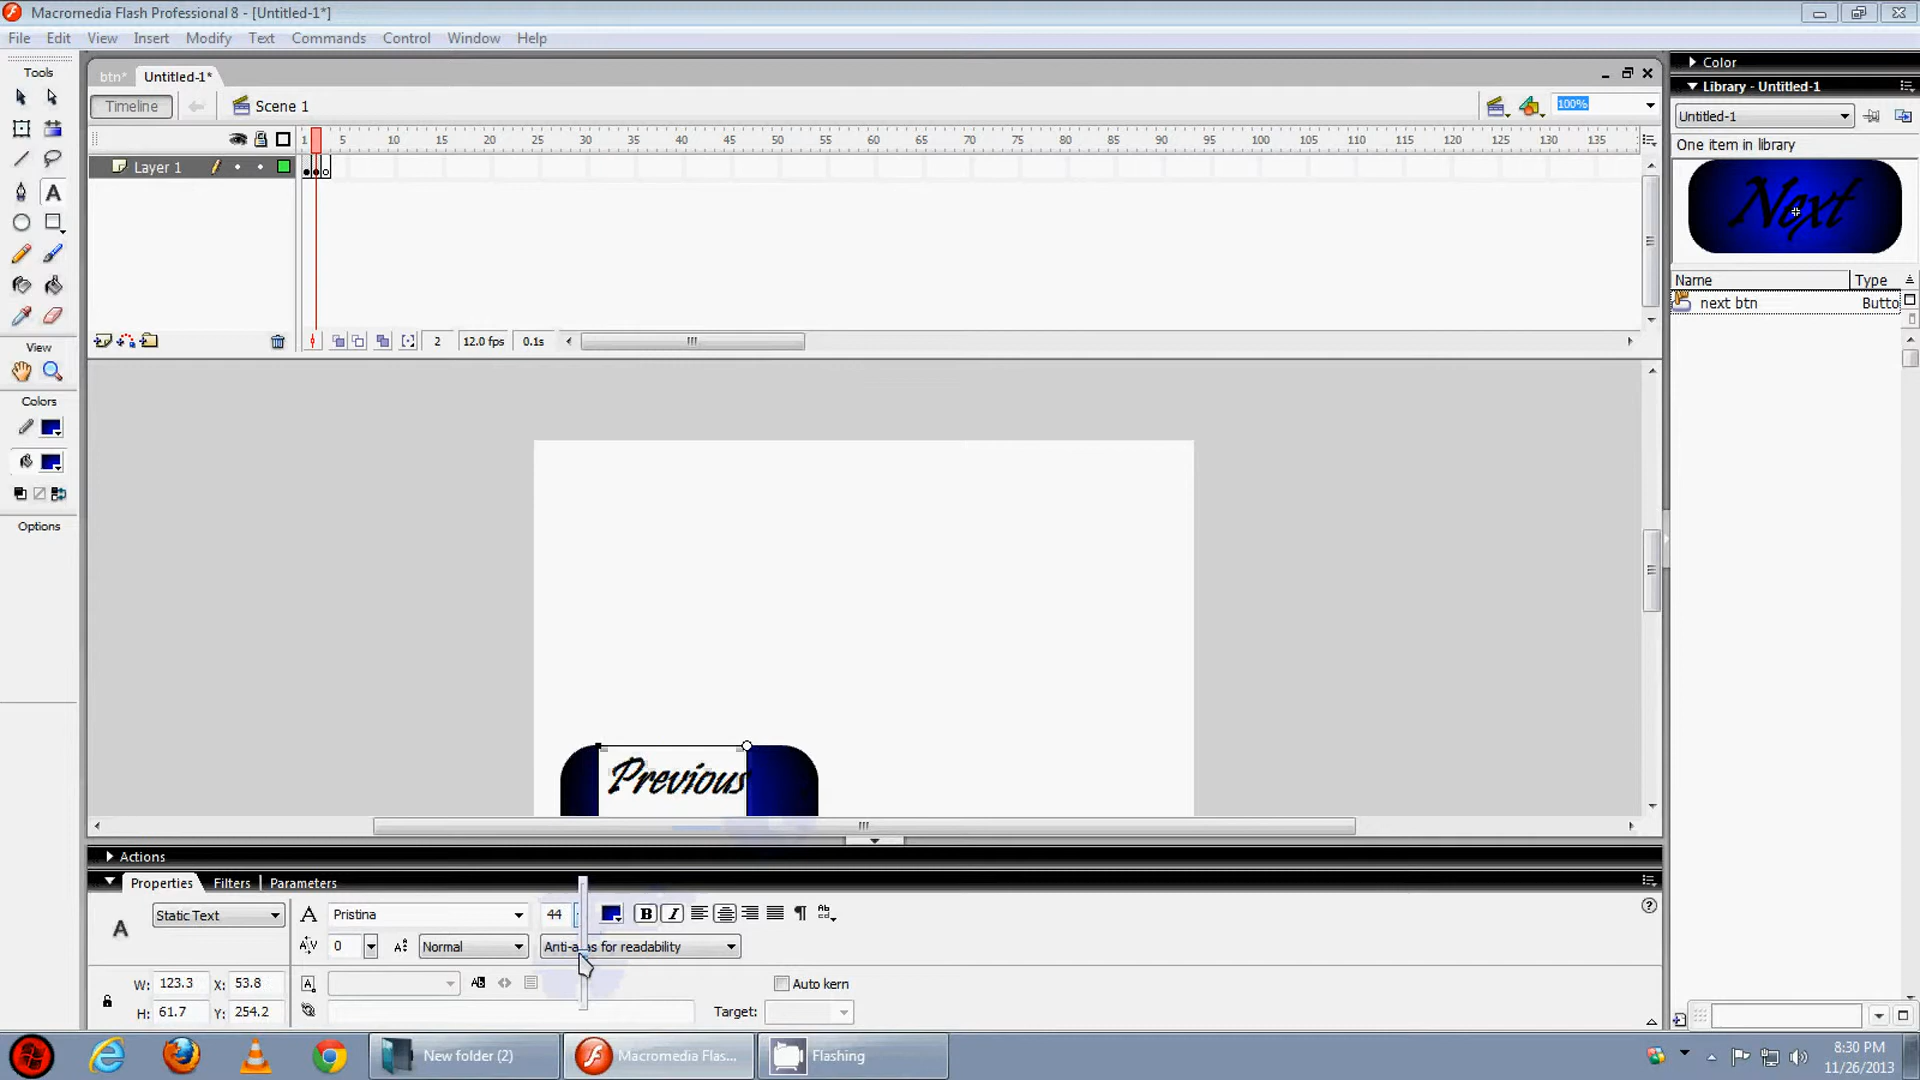 Macromedia Flash Professional 8 - [Untitled-1*]
File Edit View Insert Modify Text Commands Control Window Help
Tools
btn* Untitled-1*
Timeline Scene 1 100%
1 5 10 15 20 25 30 35 40 45 50 55 60 65 70 75 80 85 90 95 100 105 110 115 120 125 130 135
Layer 1
2 12.0 fps 0.1s
View
Colors
Options
Color
Library - Untitled-1
Untitled-1
One item in library
Next
Name Type
next btn Butto
Previous
Actions
Properties Filters Parameters
A Static Text A Pristina 44 B I
A/V 0 Normal Anti-a s for readability
W: 123.3 X: 53.8 Auto kern
H: 61.7 Y: 254.2 Target:
New folder (2) Macromedia Flas... Flashing
8:30 PM
11/26/2013